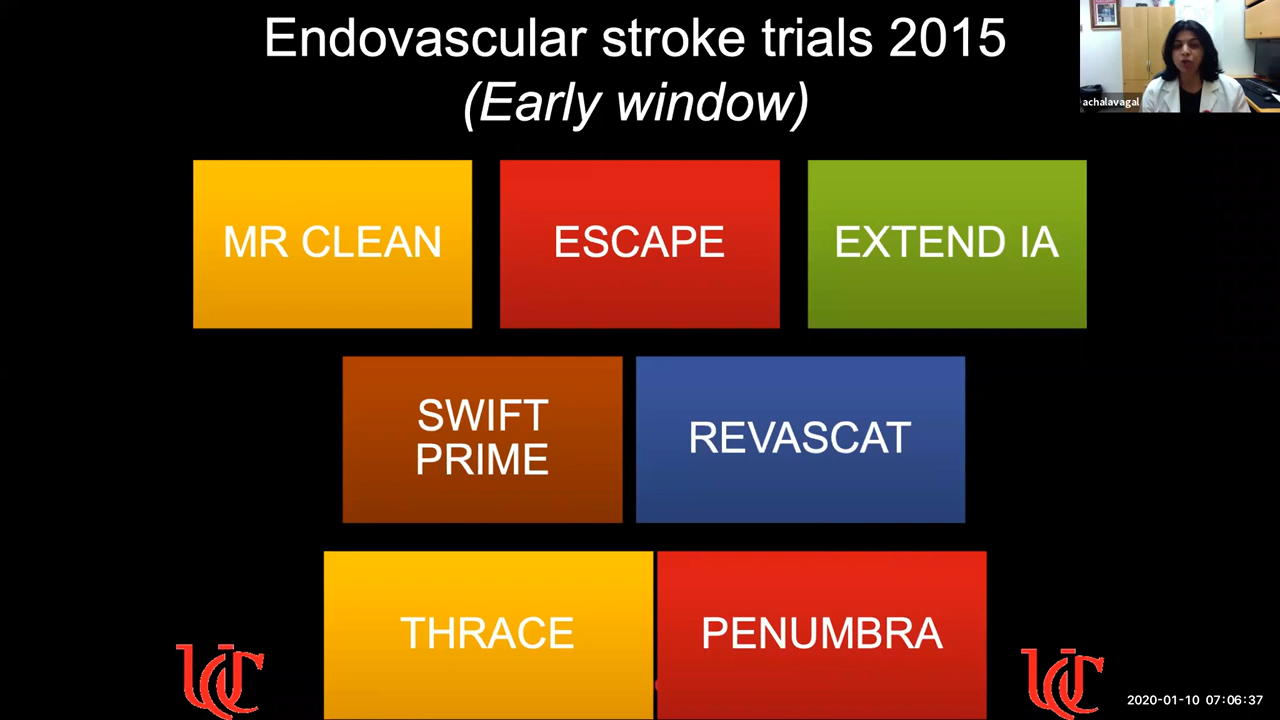 Endovascular stroke trials 2015
(Early window)
achalavagal
MR CLEAN
ESCAPE
EXTEND IA
SWIFT
PRIME
REVASCAT
THRACE
PENUMBRA
UC
UC
2020-01-10 07:06:37